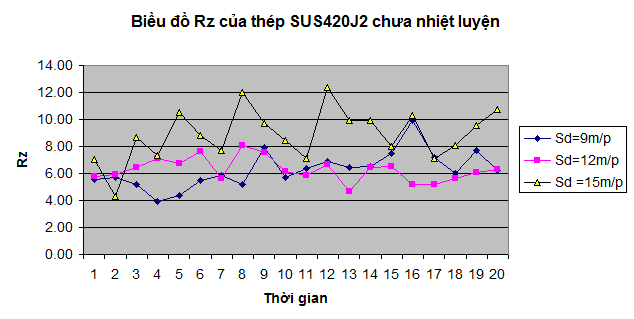 Biều đồ Rz của thép SUS420J2 chưa nhiệt luyện
14.00
12.00
10.00
8.00
6.00
4.00
2.00
0.00
Rz
1 2 3 4 5 6 7 8 9 10 11 12 13 14 15 16 17 18 19 20
Thời gian
Sd=9m/p
Sd=12m/p
Sd =15m/p